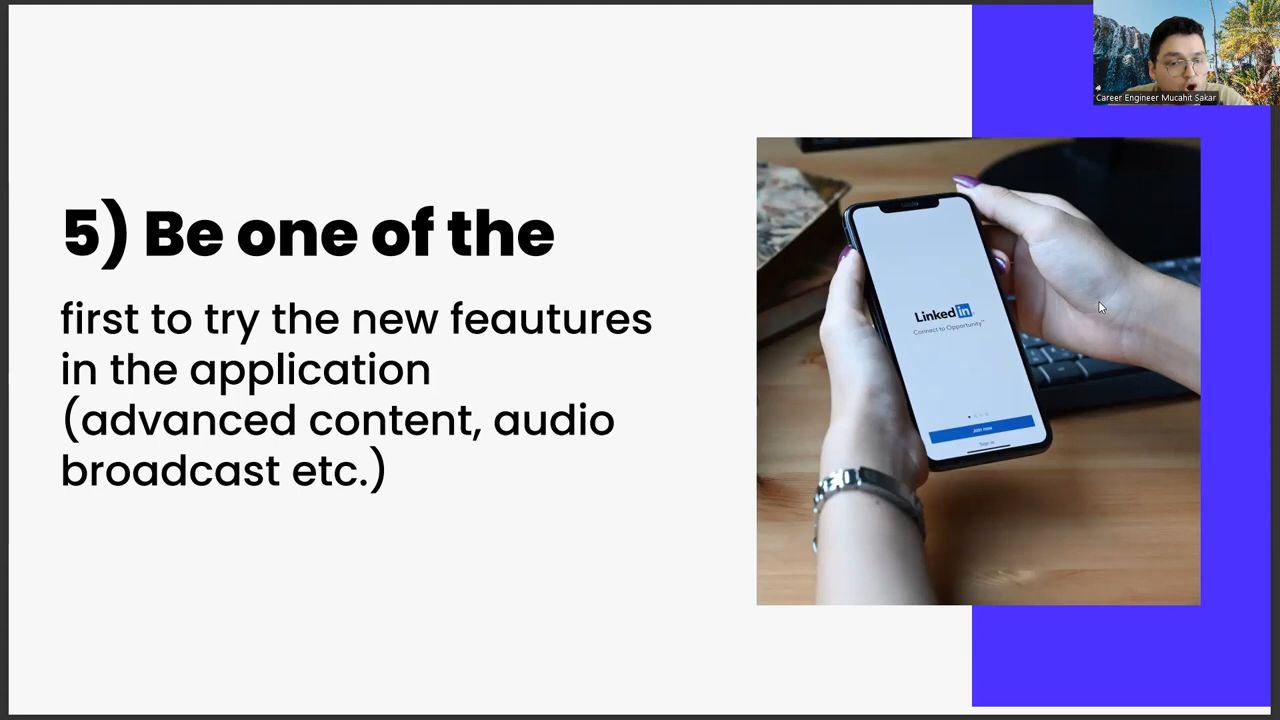 Career Engineer Mucahit Sakar
5) Be one of the
first to try the new feautures
in the application
(advanced content, audio
broadcast etc.)
Linked in
Connect to Opportunity™
Join now
Sign in